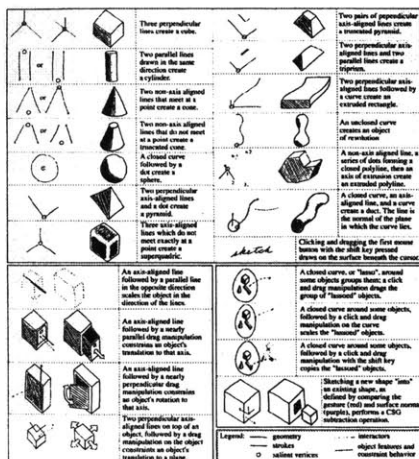 Three perpendicular
lines create a cube.
Two parallel lines
drawn in the same
direction create
a cylinder.
Two non-axis aligned
lines that meet at a
point create a cone.
Two non-axis aligned
lines that do not meet
at a point create a
truncated cone.
A closed curve
followed by a
dot create a
sphere.
Two perpendicular
axis-aligned lines
and a dot create
a pyramid.
Three axis-aligned
lines which do not
meet exactly at a
point create a
superquadric.
or
or
or
Two pairs of pependicular
axis-aligned lines create
a truncated pyramid.
Two perpendicular axis-
aligned lines and two
parallel lines create a
triprism.
Two perpendicular axis-
aligned lines followed by
a curve create an
extruded rectangle.
An unclosed curve
creates an object
of revolution
A non-axis aligned line, a
series of dots forming a
closed polyline, then an
axis of extrusion create
an extruded polyline.
A closed curve, an axis-
aligned line, and a curve
create a duct. The line is
the normal of the plane
in which the curve lies.
sketch
Clicking and dragging the first mouse
button with the shift key pressed
draws on the surface beneath the cursor.
An axis-aligned line
followed by a parallel line
in the opposite direction
scales the object in the
direction of the lines.
An axis-aligned line
followed by a nearly
parallel drag manipulation
constrains an object's
translation to that axis.
An axis-aligned line
followed by a nearly
perpendicular drag
manipulation constrains
an object's rotation to
that axis.
Two perpendicular axis-
aligned lines on top of an
object, followed by a drag
manipulation on the object
constrains an object's
translation to a plane.
A closed curve, or "lasso", around
some objects groups them; a click
and drag manipulation drags the
group of "lassoed" objects.
A closed curve around some objects,
followed by a click and drag
manipulation on the curve
scales the "lassoed" objects.
A closed curve around some objects,
followed by a click and drag
manipulation with the shift key
pressed the "lassoed" objects.
Sketching a new shape "into"
an existing shape, as
defined by comparing the
gesture (red) and surface normal
(purple), performs a CSG
subtraction operation.
Legend:
geometry
strokes
salient vertices
interactors
object features and
constraint behavior